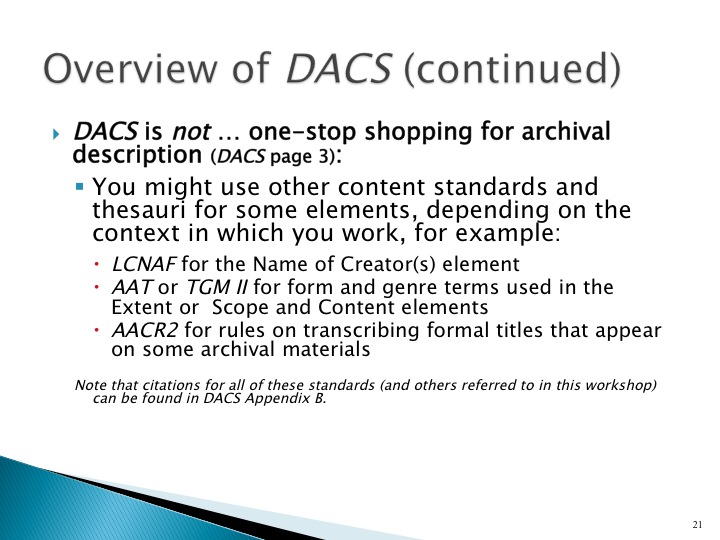 Overview of DACS (continued)
DACS is not … one-stop shopping for archival
description (DACS page 3):
You might use other content standards and
thesauri for some elements, depending on the
context in which you work, for example:
LCNAF for the Name of Creator(s) element
AAT or TGM II for form and genre terms used in the
Extent or  Scope and Content elements
AACR2 for rules on transcribing formal titles that appear
on some archival materials
Note that citations for all of these standards (and others referred to in this workshop)
can be found in DACS Appendix B.
21